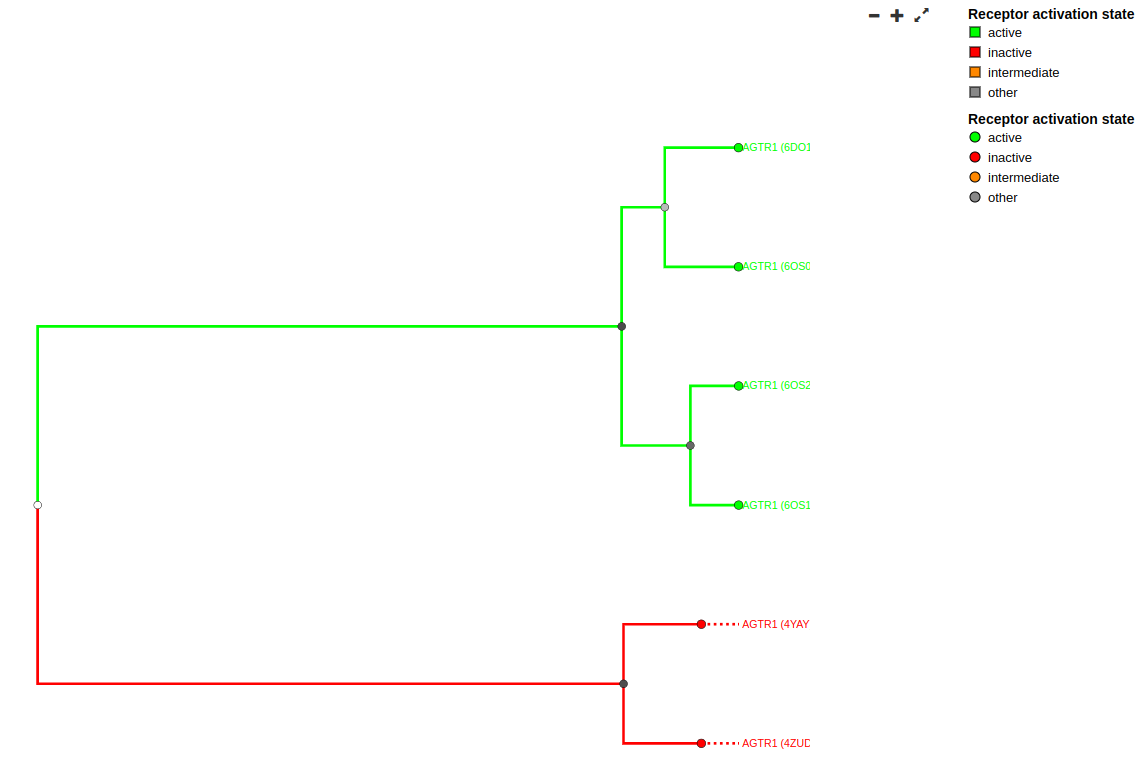 Receptor activation state
active
inactive
intermediate
other
Receptor activation state
active
inactive
intermediate
other
AGTR1 (6DO1
AGTR1 (6OS0
AGTR1 (6OS2
AGTR1 (6OS1
AGTR1 (4YAY
AGTR1 (4ZUD